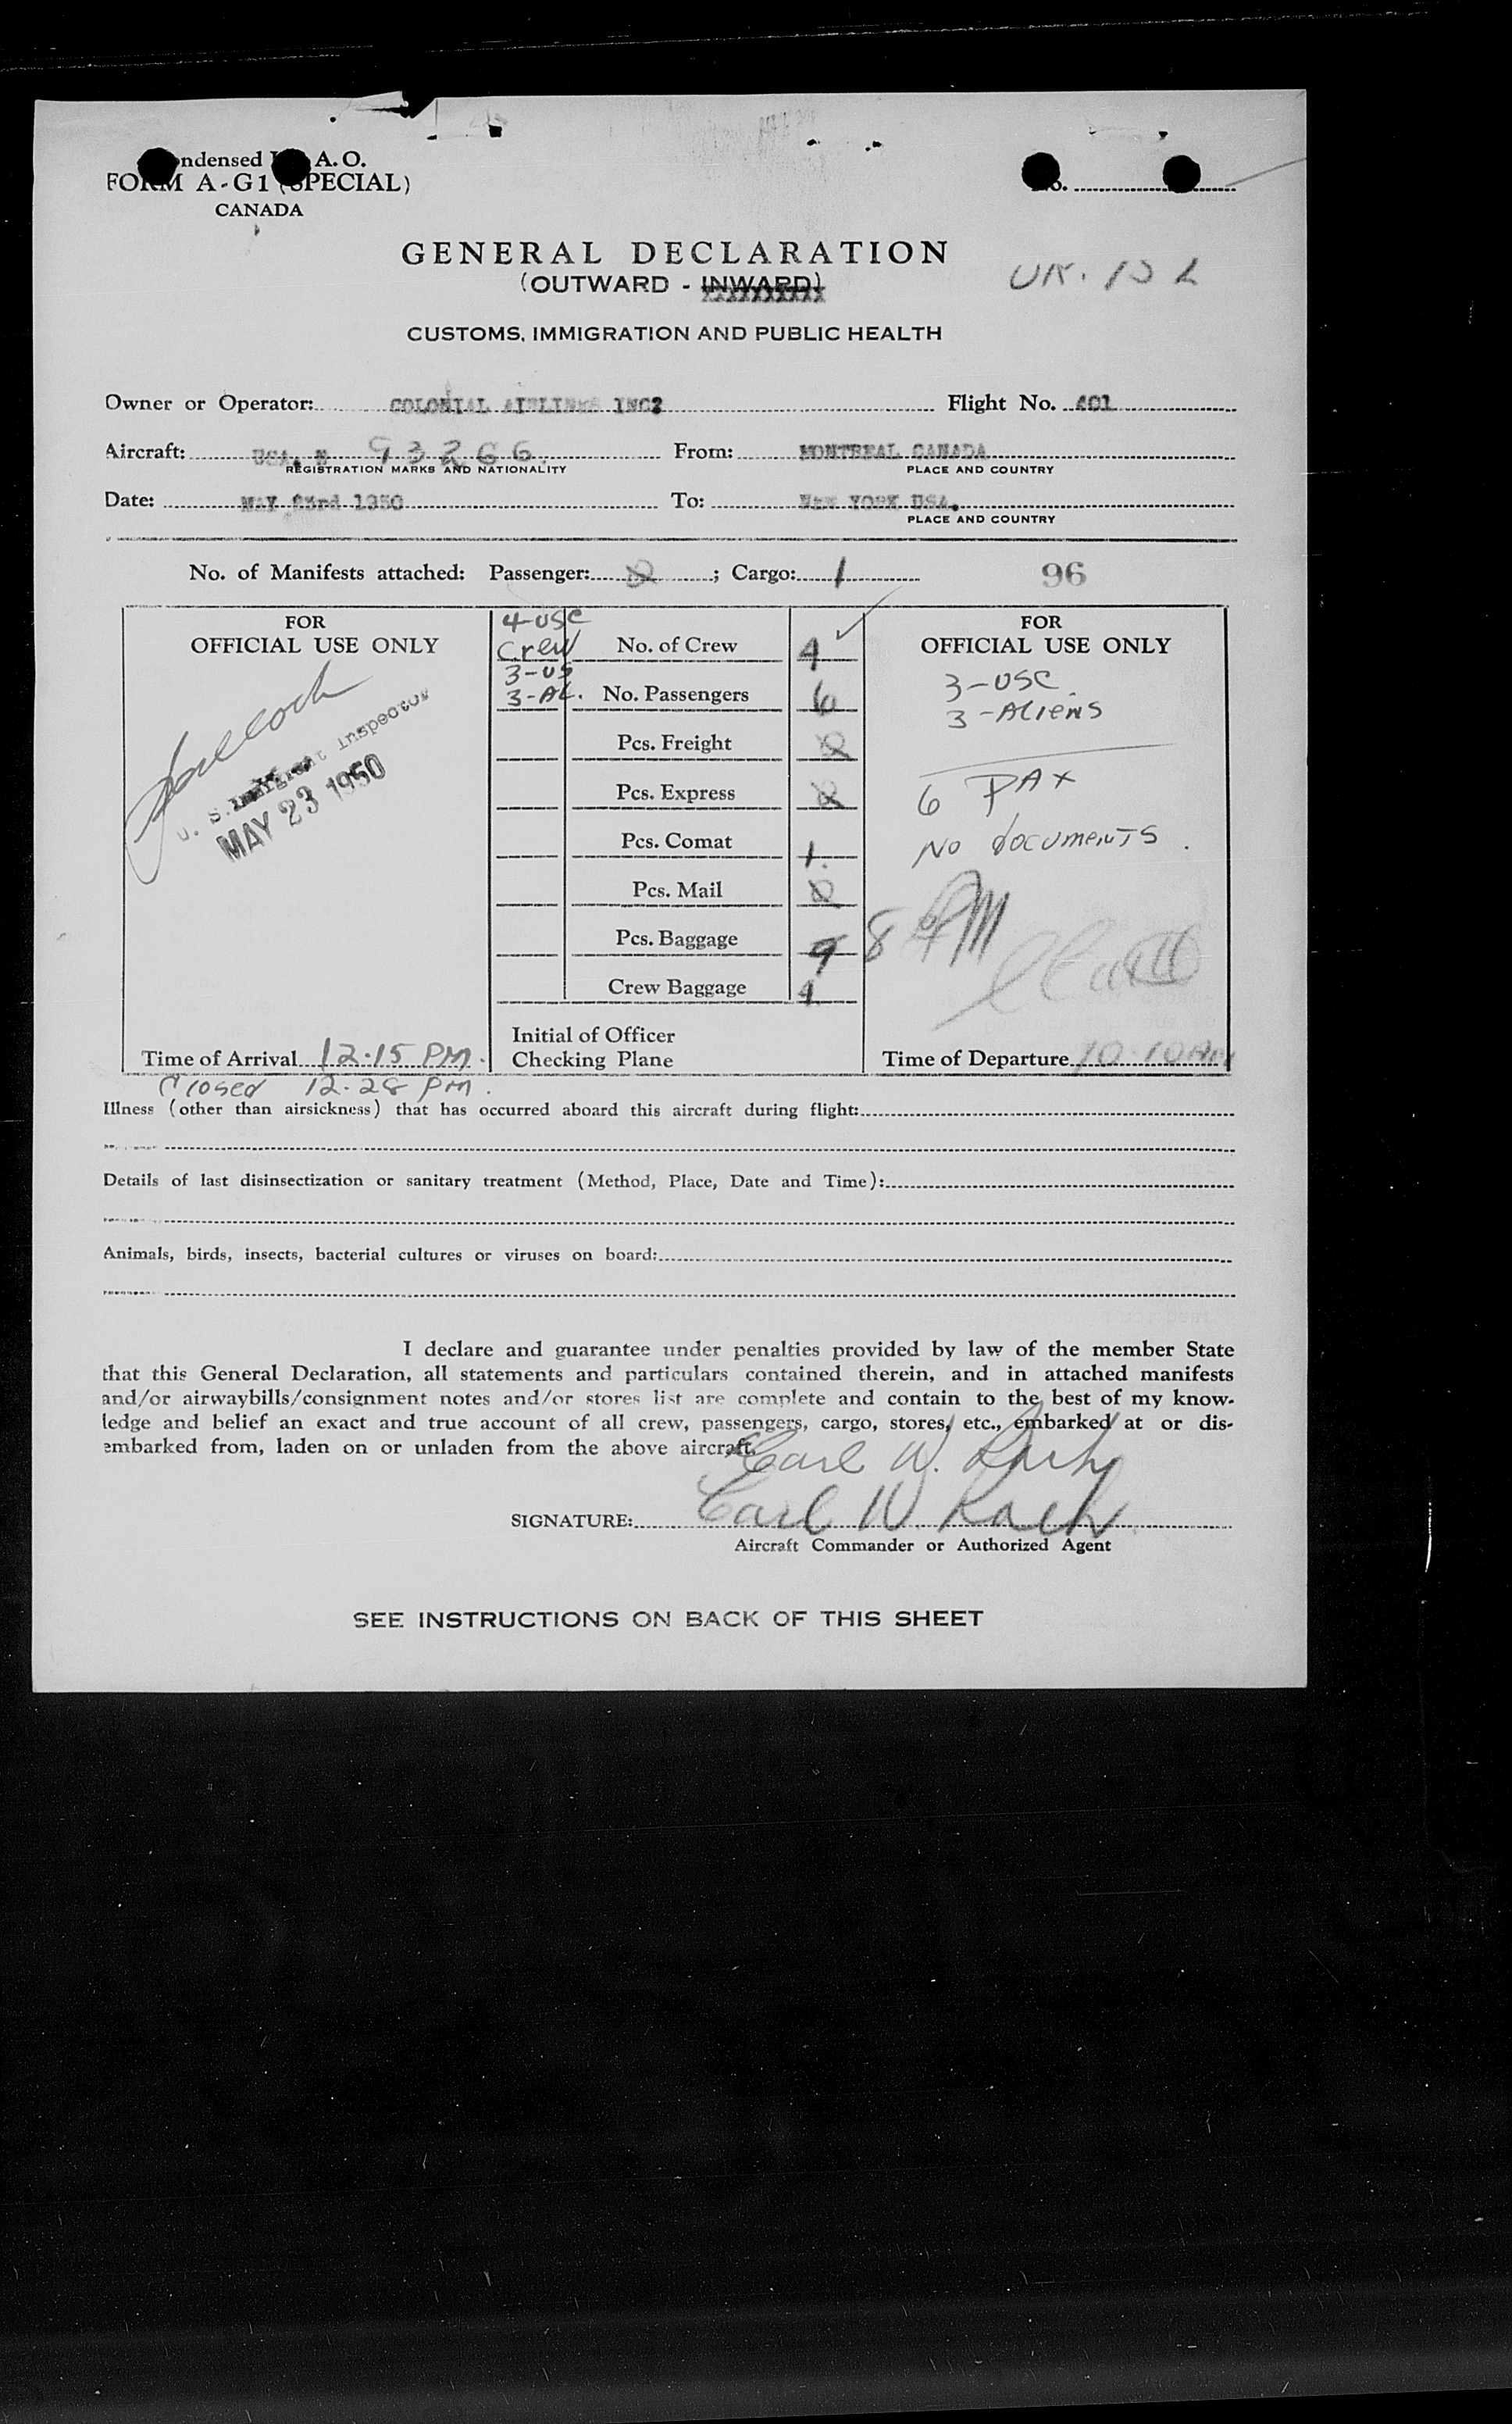 ndensed A.O.
FORM A-G1 (SPECIAL)
CANADA
GENERAL DECLARATION
(OUTWARD - INWARD)
CUSTOMS, IMMIGRATION AND PUBLIC HEALTH
Owner or Operator: COLONIAL AIRLINES INC? Flight No. 401
Aircraft: USA. N 93266. From: MONTREAL CANADA
REGISTRATION MARKS AND NATIONALITY PLACE AND COUNTRY
Date: MAY 23rd 1950 To: NEW YORK USA.
PLACE AND COUNTRY
No. of Manifests attached: Passenger: 0; Cargo: 1 96
FOR
OFFICIAL USE ONLY
U. S. Immigrant Inspector
MAY 23 1950
Time of Arrival 12.15 PM.
Closed 12.28 PM.
4-USC
Crew No. of Crew 4
3-US
3-AL. No. Passengers 6
Pcs. Freight 0
Pcs. Express 0
Pcs. Comat 1.
Pcs. Mail 0
Pcs. Baggage 9
Crew Baggage 4
Initial of Officer
Checking Plane
FOR
OFFICIAL USE ONLY
3-USC
3-Aliens
6 PAX
No documents.
Time of Departure 10.10 AM
Illness (other than airsickness) that has occurred aboard this aircraft during flight:
Details of last disinsectization or sanitary treatment (Method, Place, Date and Time):
Animals, birds, insects, bacterial cultures or viruses on board:
I declare and guarantee under penalties provided by law of the member State
that this General Declaration, all statements and particulars contained therein, and in attached manifests
and/or airwaybills/consignment notes and/or stores list are complete and contain to the best of my know-
ledge and belief an exact and true account of all crew, passengers, cargo, stores, etc., embarked at or dis-
embarked from, laden on or unladen from the above aircraft.
Carl W.
SIGNATURE: Carl W.
Aircraft Commander or Authorized Agent
SEE INSTRUCTIONS ON BACK OF THIS SHEET